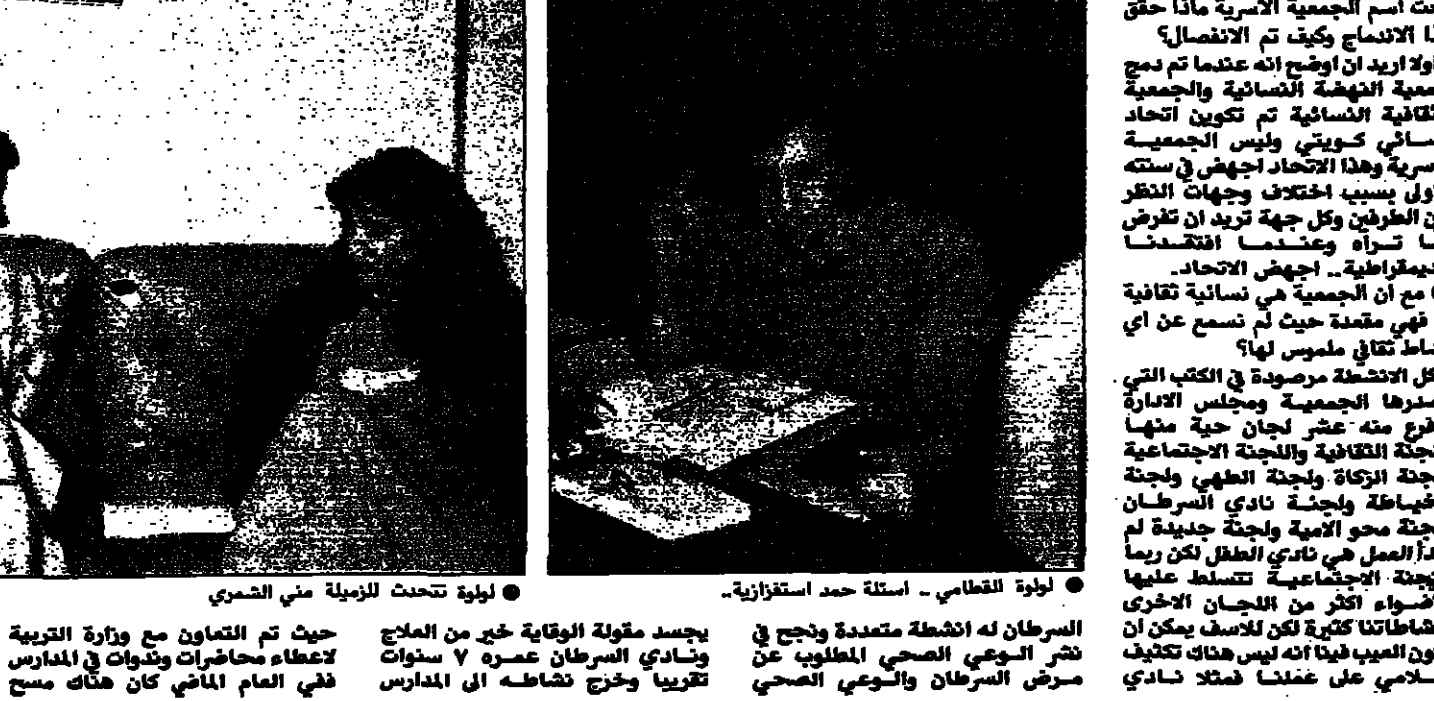 تحت اسم الجمعية الاسرية ماذا حقق
الاندماج وكيف تم الانفصال؟
اولا اريد ان اوضح انه عندما تم دمج
جمعية النهضة النسائية والجمعية
الثقافية النسائية تم تكوين اتحاد
نسائي كويتي وليس الجمعية
الاسرية وهذا الاتحاد اجهض في سنته
الاولى بسبب اختلاف وجهات النظر
بين الطرفين وكل جهة تريد ان تفرض
ما تراه وعندما افتقدنا
الديمقراطية.. اجهض الاتحاد.
مع ان الجمعية هي نسائية ثقافية
فهي مقعدة حيث لم نسمع عن اي
نشاط ثقافي ملموس لها؟
كل الانشطة مرصودة في الكتب التي
تصدرها الجمعية ومجلس الادارة
تفرع منه عشر لجان حية منها
اللجنة الثقافية واللجنة الاجتماعية
ولجنة الزكاة ولجنة الطهي ولجنة
الخياطة ولجنة نادي السرطان
ولجنة محو الامية ولجنة جديدة لم
تبدأ العمل هي نادي الطفل لكن ربما
اللجنة الاجتماعية تتسلط عليها
الاضواء اكثر من اللجان الاخرى
ونشاطاتنا كثيرة لكن للاسف يمكن ان
يكون العيب فينا انه ليس هناك تكثيف
اعلامي على عملنا فمثلا نادي
● لولوة القطامي .. اسئلة حمد استفزازية..
السرطان له انشطة متعددة ونجح في
نشر الوعي الصحي المطلوب عن
مرض السرطان والوعي الصحي
● لولوة تتحدث للزميلة منى الشمري
يجسد مقولة الوقاية خير من العلاج
ونادي السرطان عمره ٧ سنوات
تقريبا وخرج نشاطه الى المدارس
حيث تم التعاون مع وزارة التربية
لاعطاء محاضرات وندوات في المدارس
ففي العام الماضي كان هناك مسح